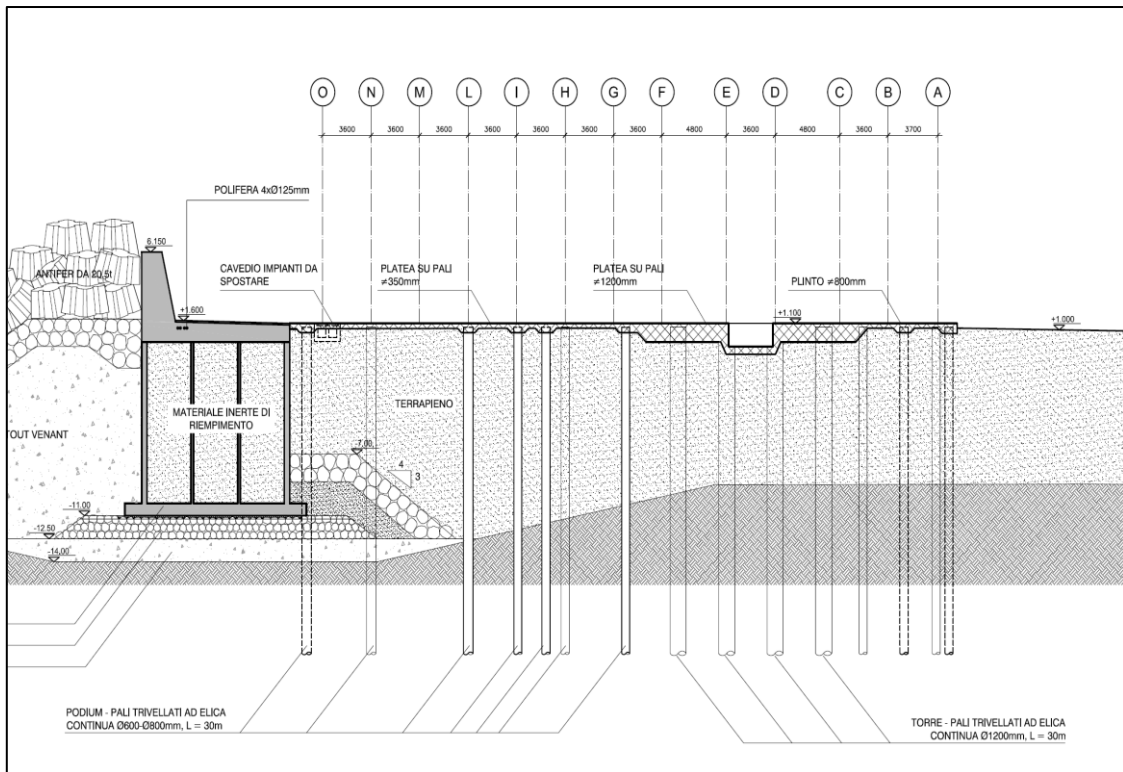 O N M L I H G F E D C B A
3600 3600 3600 3600 3600 3600 3600 4800 3600 4800 3600 3700
POLIFERA 4xØ125mm
6.150
ANTIFER DA 20,5t
CAVEDIO IMPIANTI DA
SPOSTARE
PLATEA SU PALI
≠350mm
PLATEA SU PALI
≠1200mm
PLINTO ≠800mm
+1.600
+1.100
+1.000
MATERIALE INERTE DI
RIEMPIMENTO
TERRAPIENO
TOUT VENANT
-7.00
4
3
-11.00
-12.50
-14.00
PODIUM - PALI TRIVELLATI AD ELICA
CONTINUA Ø600-Ø800mm, L = 30m
TORRE - PALI TRIVELLATI AD ELICA
CONTINUA Ø1200mm, L = 30m